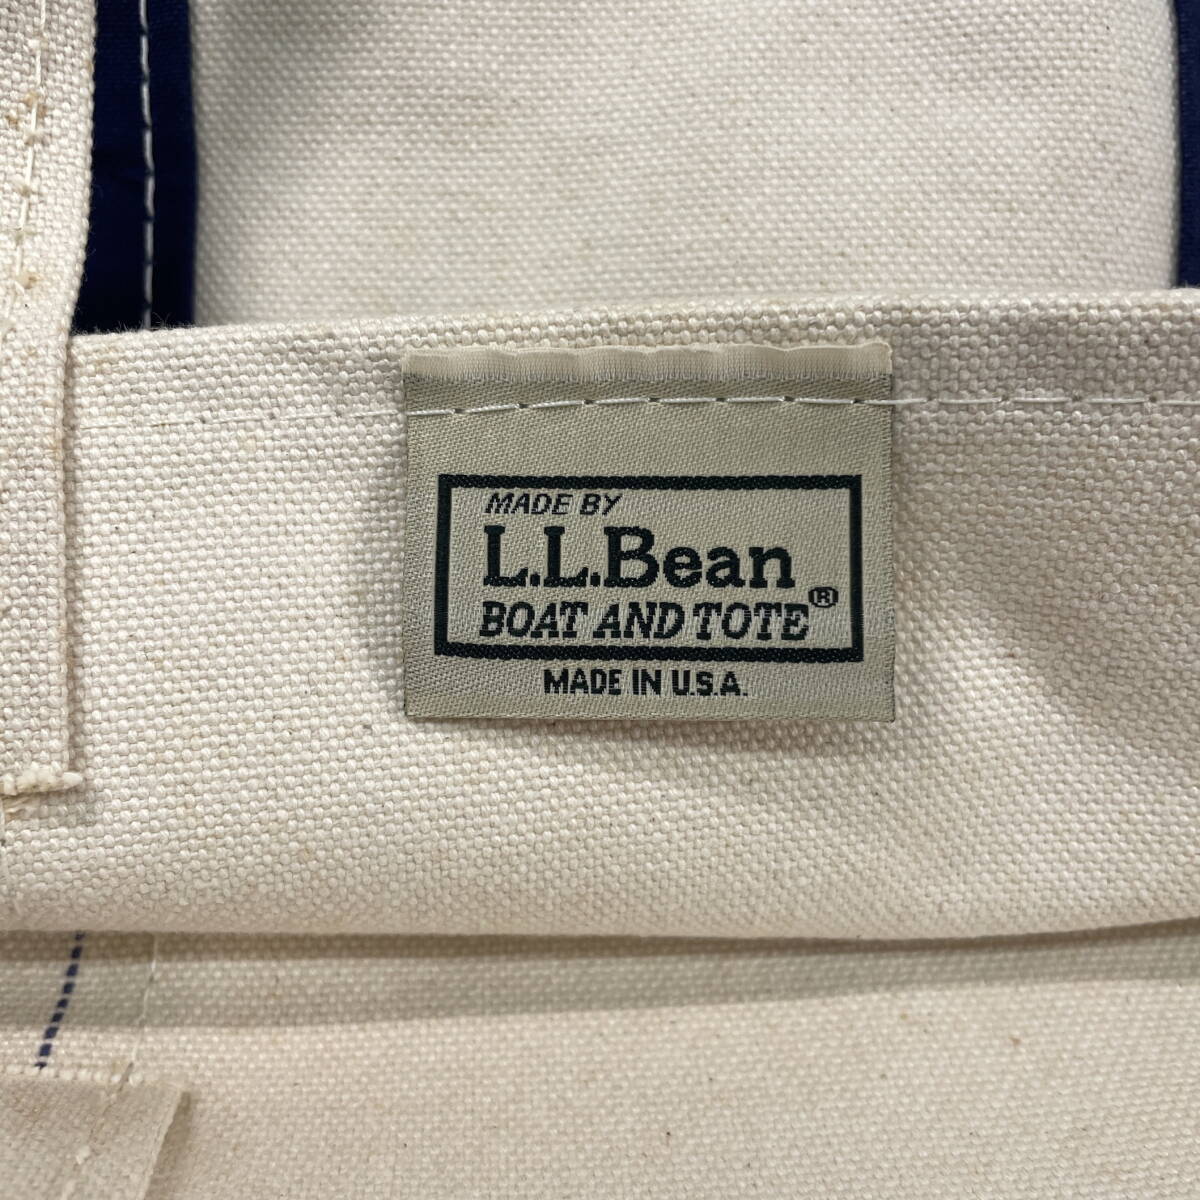 MADE BY
L.L.Bean
BOAT AND TOTE®
MADE IN U.S.A.